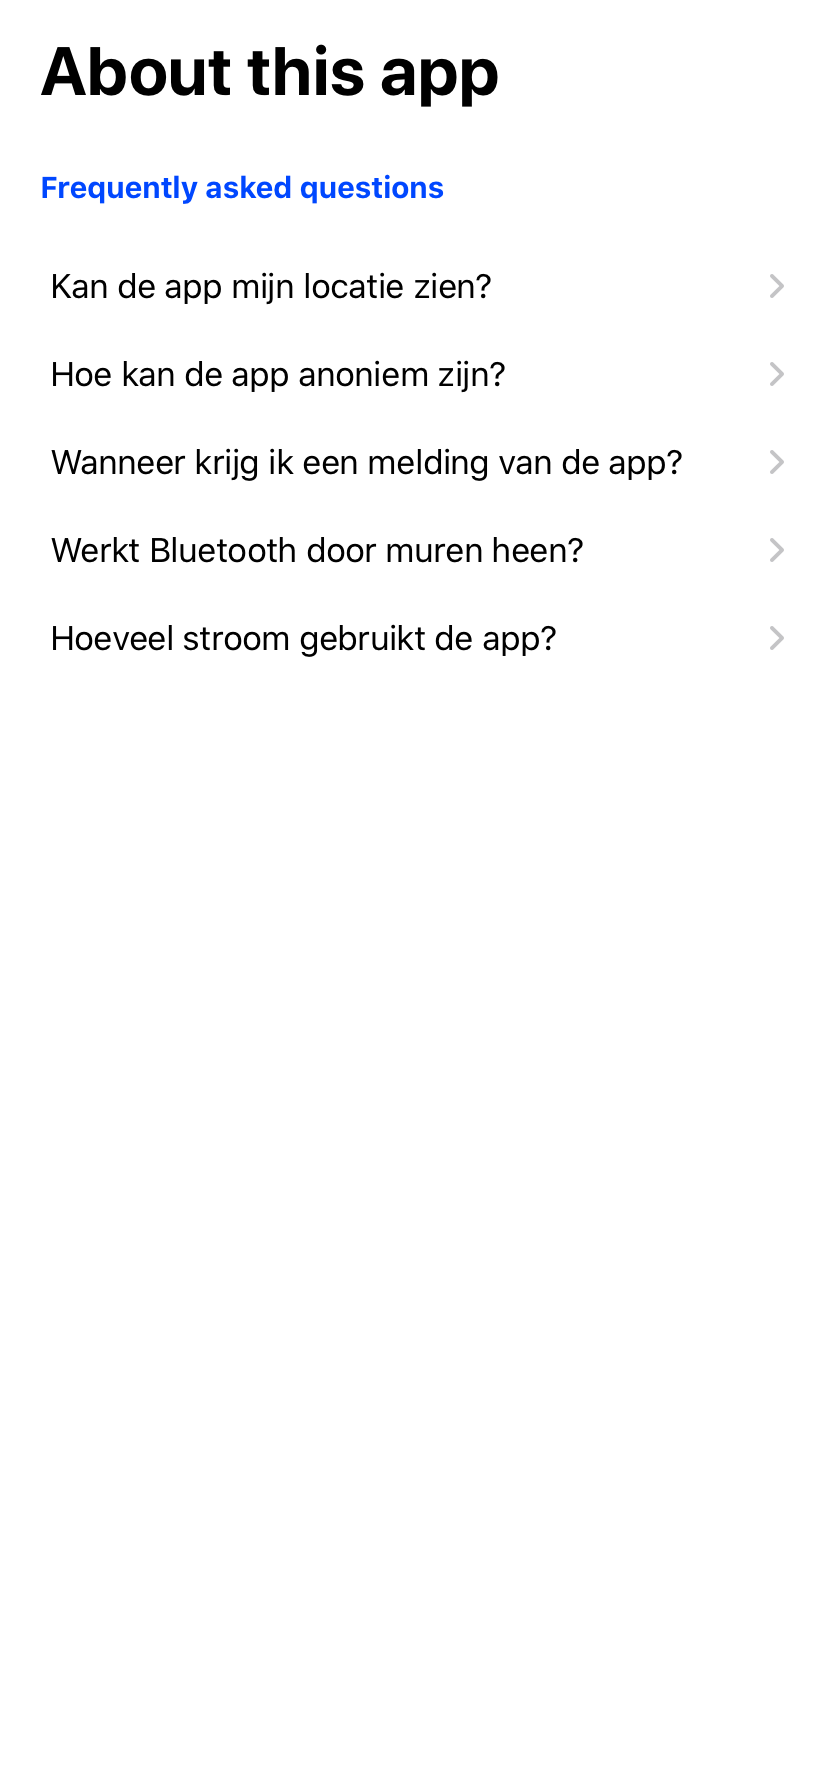 About this app
Frequently asked questions
Kan de app mijn locatie zien?
Hoe kan de app anoniem zijn?
Wanneer krijg ik een melding van de app?
Werkt Bluetooth door muren heen?
Hoeveel stroom gebruikt de app?